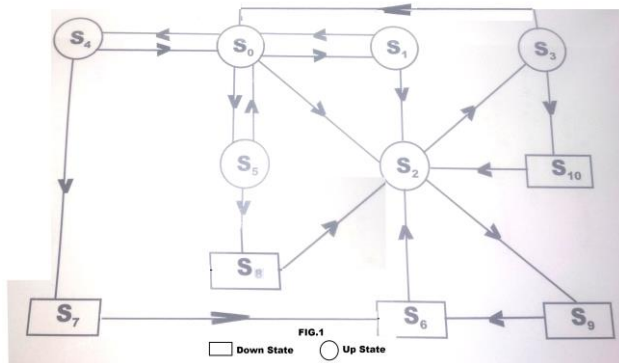 S4 S0 S1 S3
S5 S2 S10
S8
S7 S6 S9
FIG.1
Down State Up State